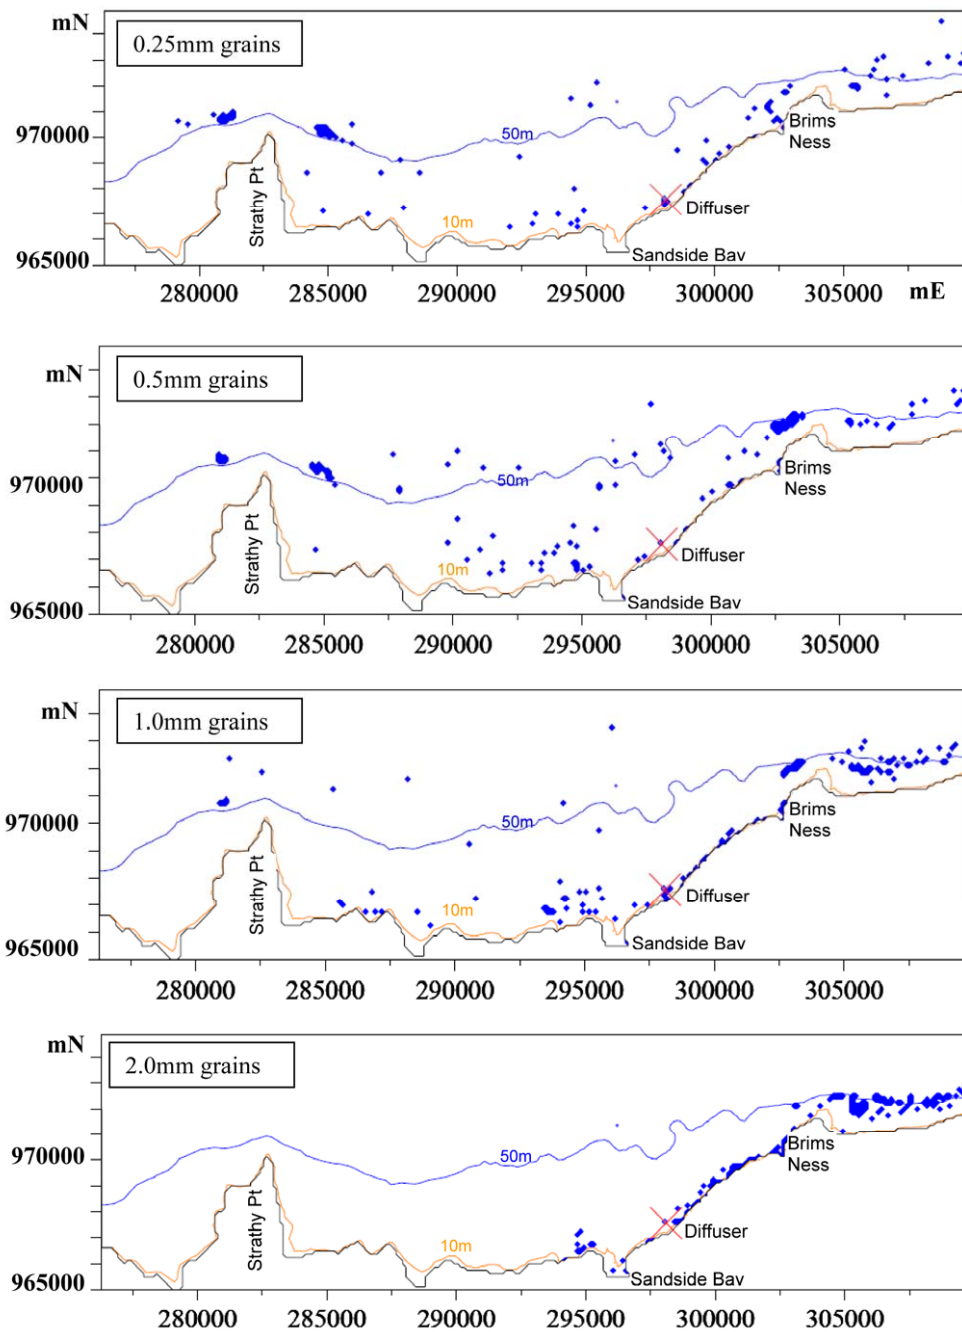 0.25mm grains
mN
970000
965000
50m
10m
Strathy Pt
Brims
Ness
Diffuser
Sandside Bav
280000 285000 290000 295000 300000 305000 mE
0.5mm grains
mN
970000
965000
50m
10m
Strathy Pt
Brims
Ness
Diffuser
Sandside Bav
280000 285000 290000 295000 300000 305000
1.0mm grains
mN
970000
965000
50m
10m
Strathy Pt
Brims
Ness
Diffuser
Sandside Bav
280000 285000 290000 295000 300000 305000
2.0mm grains
mN
970000
965000
50m
10m
Strathy Pt
Brims
Ness
Diffuser
Sandside Bav
280000 285000 290000 295000 300000 305000